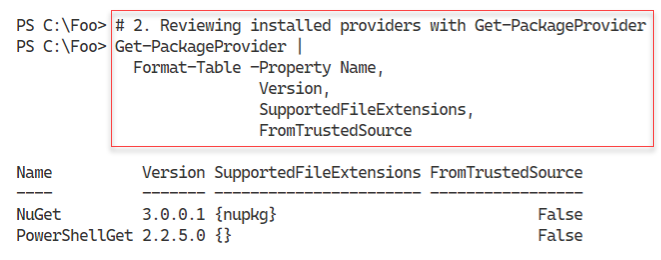 PS C:\Foo> # 2. Reviewing installed providers with Get-PackageProvider
PS C:\Foo> Get-PackageProvider |
Format-Table -Property Name,
Version,
SupportedFileExtensions,
FromTrustedSource
Name Version SupportedFileExtensions FromTrustedSource
---- ------- ----------------------- -----------------
NuGet 3.0.0.1 {nupkg} False
PowerShellGet 2.2.5.0 {} False